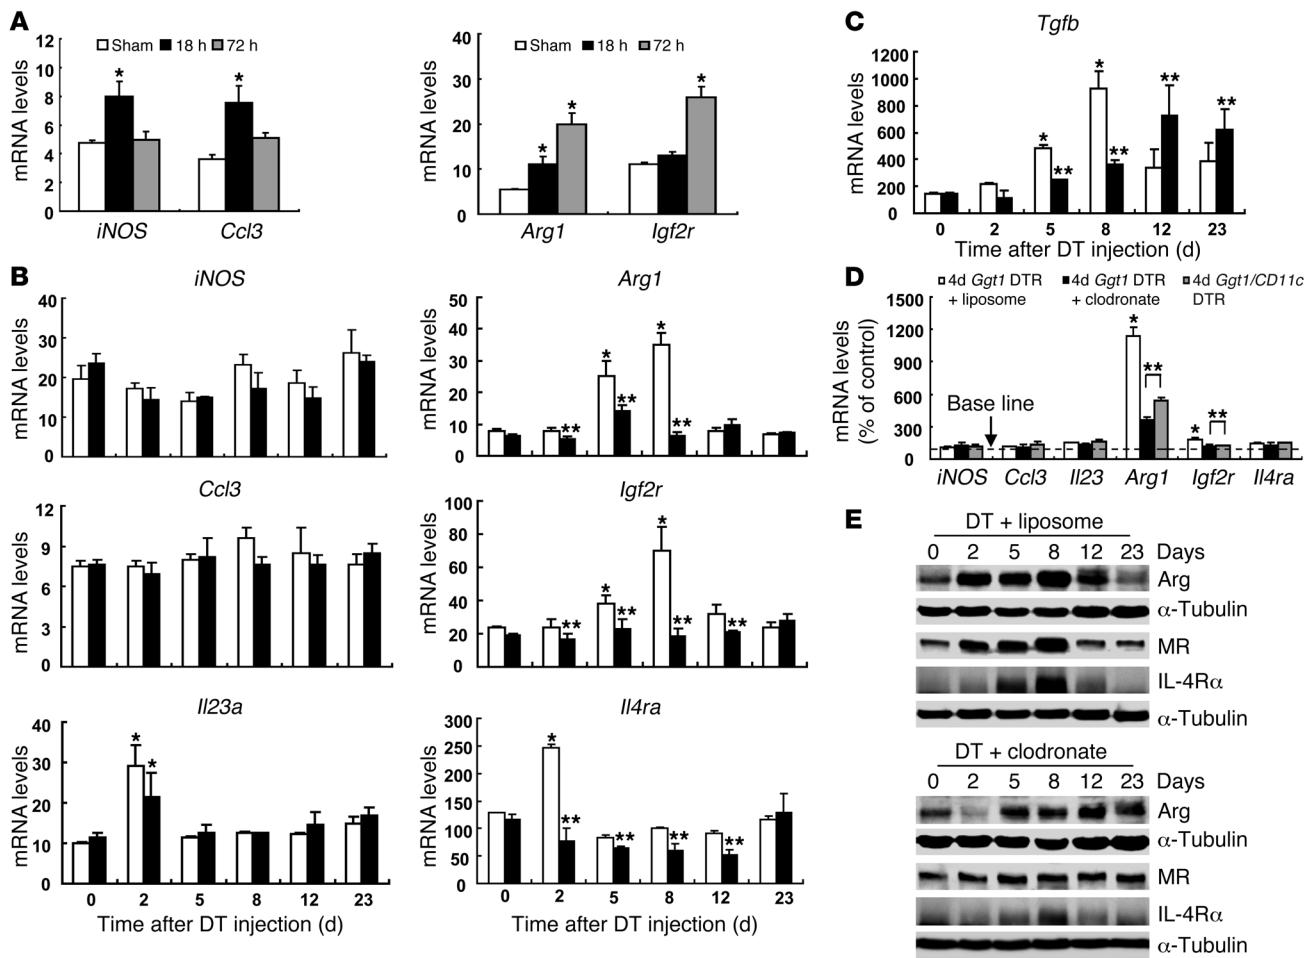 A
12
10
8
6
4
2
0
mRNA levels
Sham 18 h 72 h
*
*
iNOS Ccl3
40
30
20
10
0
mRNA levels
Sham 18 h 72 h
*
*
*
Arg1 Igf2r
C
Tgfb
1200
1000
800
600
400
200
0
mRNA levels
*
**
*
**
**
**
0 2 5 8 12 23
Time after DT injection (d)
B
iNOS
40
30
20
10
0
mRNA levels
Arg1
50
40
30
20
10
0
mRNA levels
**
*
**
*
**
Ccl3
12
9
6
3
0
mRNA levels
Igf2r
100
80
60
40
20
0
mRNA levels
**
*
**
*
**
**
Il23a
40
30
20
10
0
mRNA levels
*
*
0 2 5 8 12 23
Time after DT injection (d)
Il4ra
300
250
200
150
100
50
0
mRNA levels
*
**
**
**
**
0 2 5 8 12 23
Time after DT injection (d)
D
4d Ggt1 DTR
+ liposome
4d Ggt1 DTR
+ clodronate
4d Ggt1/CD11c
DTR
1500
1200
900
600
300
0
mRNA levels
(% of control)
Base line
*
**
*
**
iNOS Ccl3 Il23 Arg1 Igf2r Il4ra
E
DT + liposome
0 2 5 8 12 23 Days
Arg
α-Tubulin
MR
IL-4Rα
α-Tubulin
DT + clodronate
0 2 5 8 12 23 Days
Arg
α-Tubulin
MR
IL-4Rα
α-Tubulin